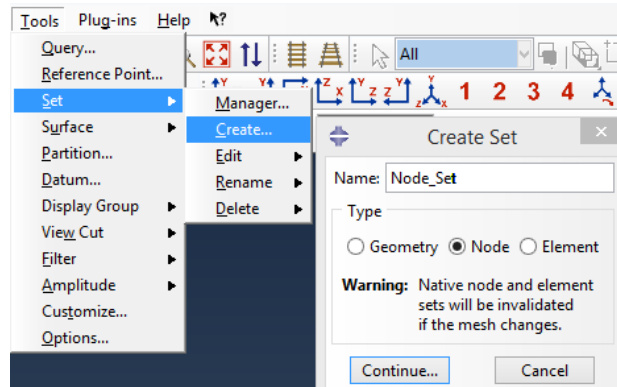 Tools Plug-ins Help
Query...
Reference Point...
Set
Surface
Partition...
Datum...
Display Group
View Cut
Filter
Amplitude
Customize...
Options...
Manager...
Create...
Edit
Rename
Delete
All
1 2 3 4
Create Set
Name: Node_Set
Type
Geometry Node Element
Warning: Native node and element
sets will be invalidated
if the mesh changes.
Continue... Cancel